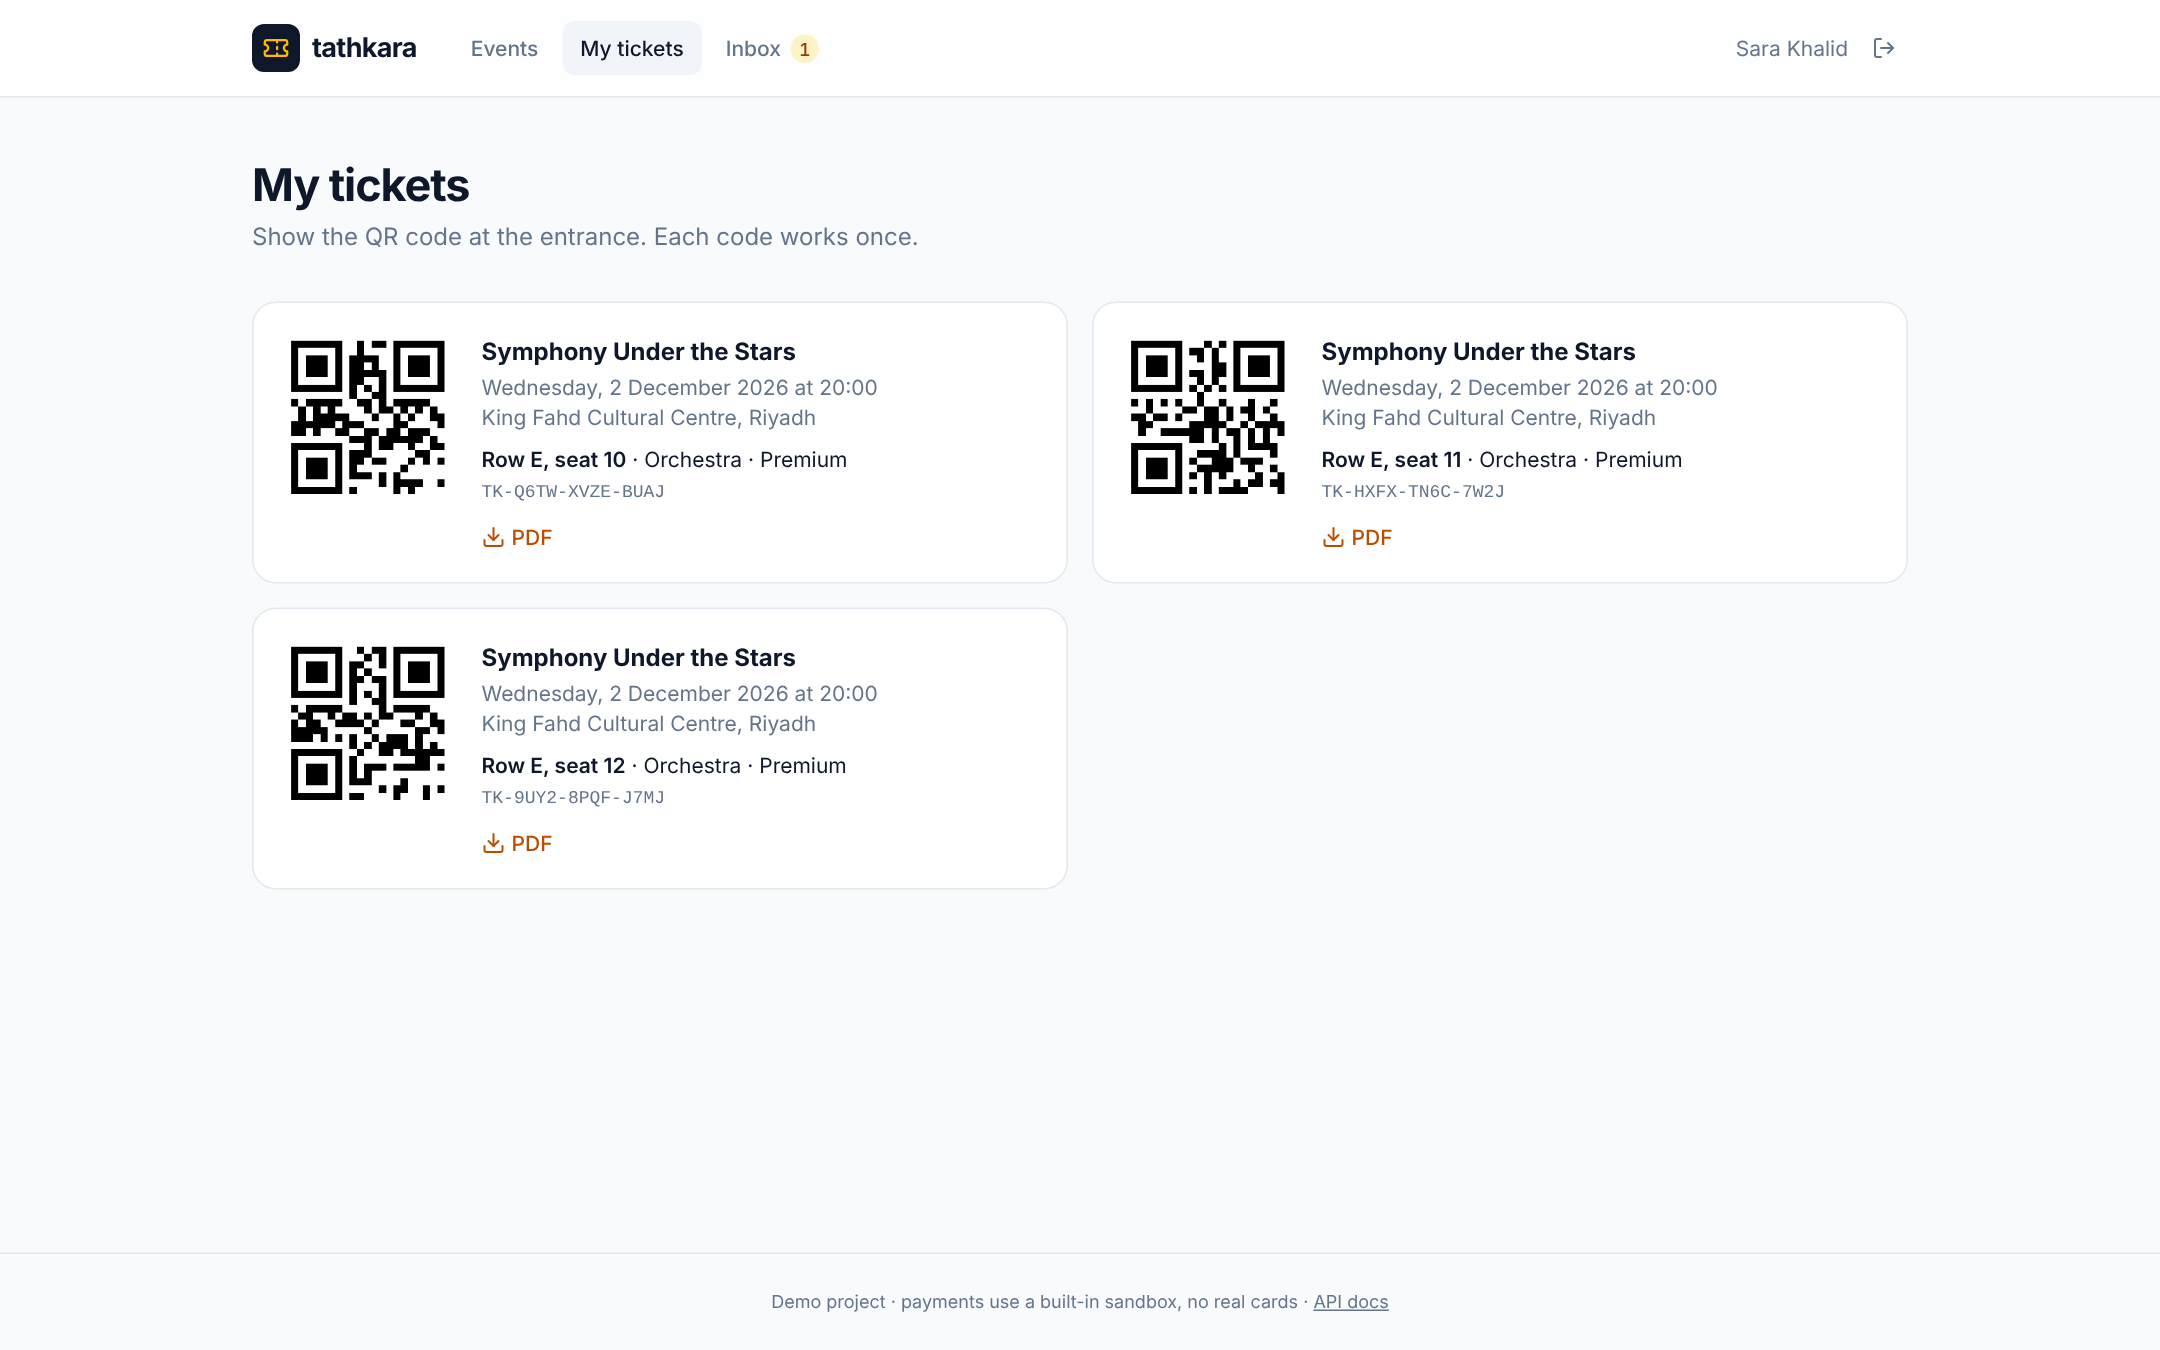 tathkara
Events
My tickets
Inbox 1
Sara Khalid
My tickets
Show the QR code at the entrance. Each code works once.
Symphony Under the Stars
Wednesday, 2 December 2026 at 20:00
King Fahd Cultural Centre, Riyadh
Row E, seat 10 · Orchestra · Premium
TK-Q6TW-XVZE-BUAJ
PDF
Symphony Under the Stars
Wednesday, 2 December 2026 at 20:00
King Fahd Cultural Centre, Riyadh
Row E, seat 11 · Orchestra · Premium
TK-HXFX-TN6C-7W2J
PDF
Symphony Under the Stars
Wednesday, 2 December 2026 at 20:00
King Fahd Cultural Centre, Riyadh
Row E, seat 12 · Orchestra · Premium
TK-9UY2-8PQF-J7MJ
PDF
Demo project · payments use a built-in sandbox, no real cards · API docs